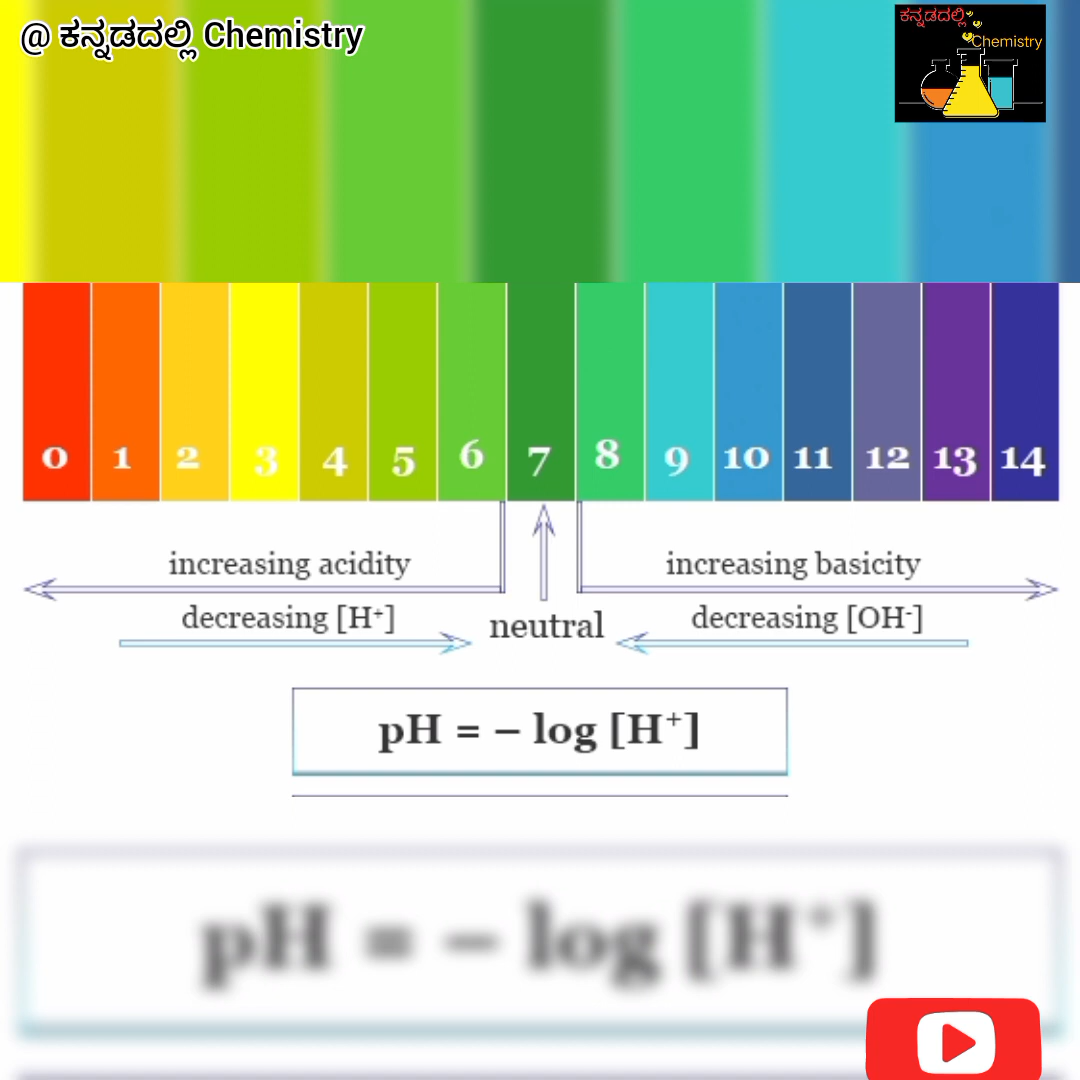 @ ಕನ್ನಡದಲ್ಲಿ Chemistry
ಕನ್ನಡದಲ್ಲಿ
Chemistry
0 1 2 3 4 5 6 7 8 9 10 11 12 13 14
increasing acidity increasing basicity
decreasing [H⁺] neutral decreasing [OH⁻]
pH = – log [H⁺]
pH = – log [H⁺]